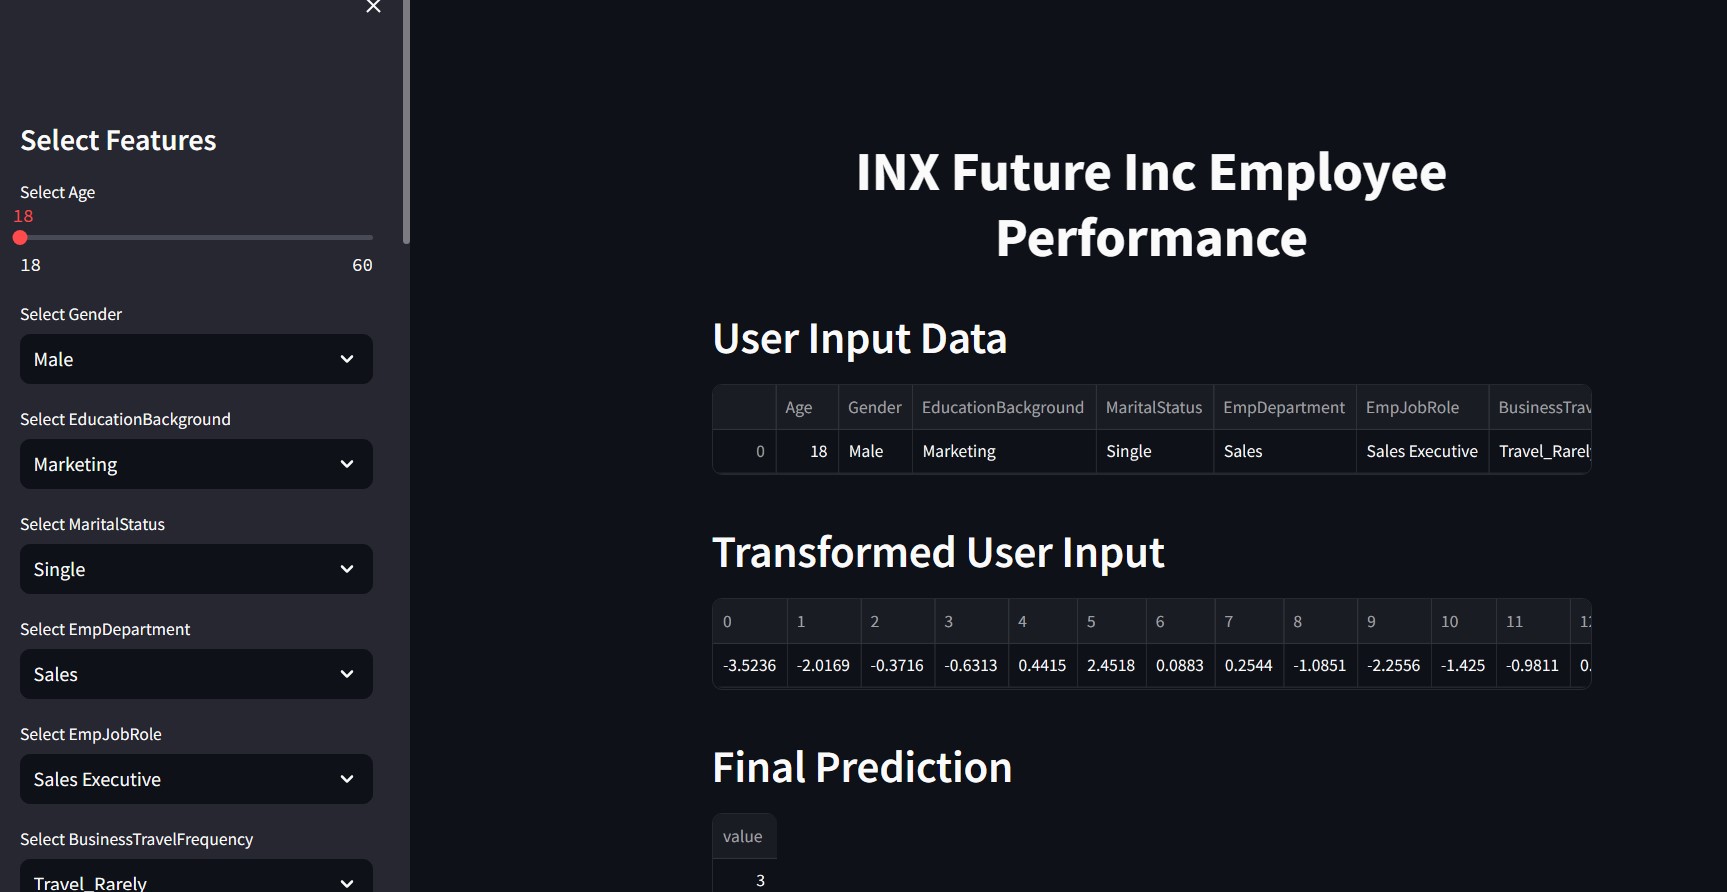 Select Features
Select Age
18
18 60
Select Gender
Male
Select EducationBackground
Marketing
Select MaritalStatus
Single
Select EmpDepartment
Sales
Select EmpJobRole
Sales Executive
Select BusinessTravelFrequency
Travel_Rarely
INX Future Inc Employee
Performance
User Input Data
Age Gender EducationBackground MaritalStatus EmpDepartment EmpJobRole BusinessTrav
0 18 Male Marketing Single Sales Sales Executive Travel_Rarely
Transformed User Input
0 1 2 3 4 5 6 7 8 9 10 11 12
-3.5236 -2.0169 -0.3716 -0.6313 0.4415 2.4518 0.0883 0.2544 -1.0851 -2.2556 -1.425 -0.9811 0.
Final Prediction
value
3